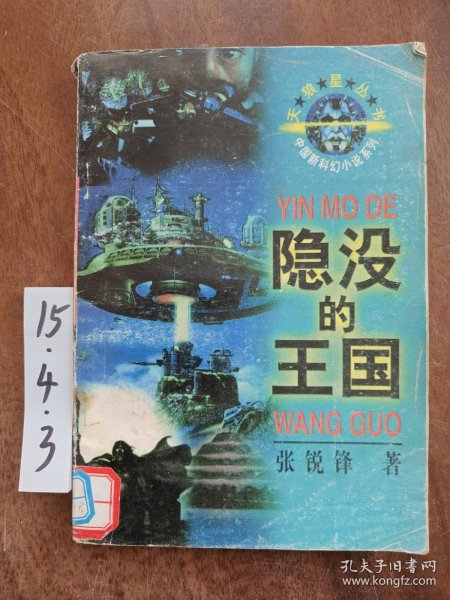 天狼星丛书
中国新科幻小说系列
YIN MO DE
隐没
的
王国
WANG GUO
张锐锋 著
15.4.3
孔夫子旧书网
www.kongfz.com